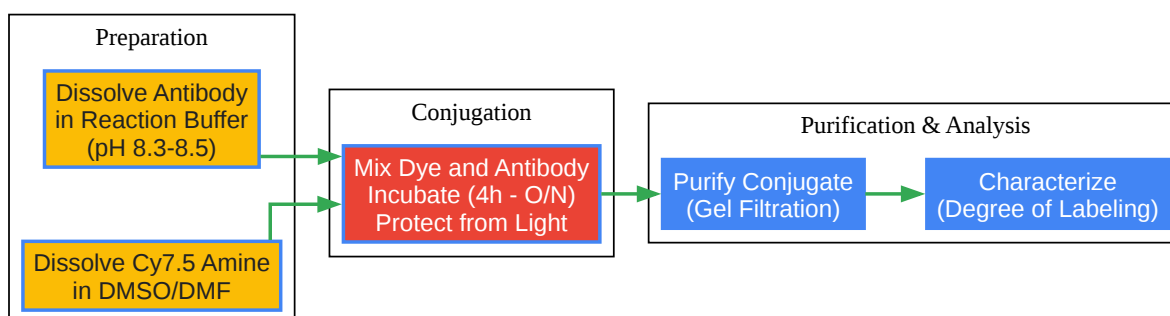 Preparation
Dissolve Antibody
in Reaction Buffer
(pH 8.3-8.5)
Dissolve Cy7.5 Amine
in DMSO/DMF
Conjugation
Mix Dye and Antibody
Incubate (4h - O/N)
Protect from Light
Purification & Analysis
Purify Conjugate
(Gel Filtration)
Characterize
(Degree of Labeling)